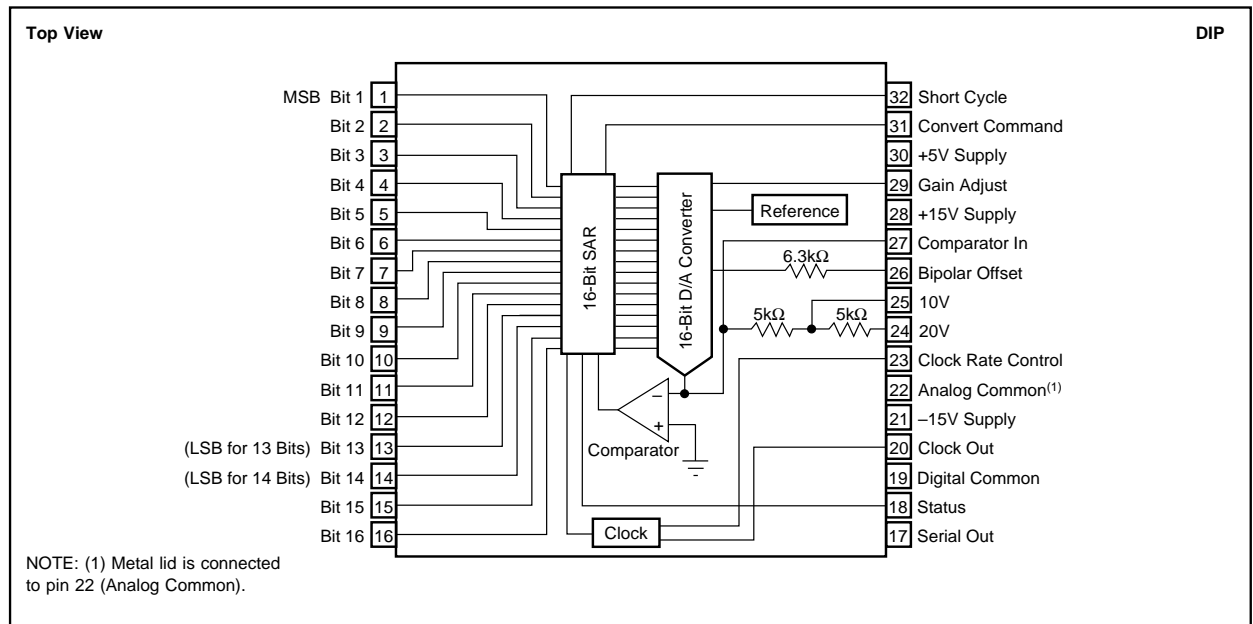 Top View
DIP
MSB Bit 1 1
Bit 2 2
Bit 3 3
Bit 4 4
Bit 5 5
Bit 6 6
Bit 7 7
Bit 8 8
Bit 9 9
Bit 10 10
Bit 11 11
Bit 12 12
(LSB for 13 Bits) Bit 13 13
(LSB for 14 Bits) Bit 14 14
Bit 15 15
Bit 16 16
16-Bit SAR
16-Bit D/A Converter
Reference
6.3kΩ
5kΩ
5kΩ
–
+
Comparator
Clock
32 Short Cycle
31 Convert Command
30 +5V Supply
29 Gain Adjust
28 +15V Supply
27 Comparator In
26 Bipolar Offset
25 10V
24 20V
23 Clock Rate Control
22 Analog Common(1)
21 –15V Supply
20 Clock Out
19 Digital Common
18 Status
17 Serial Out
NOTE: (1) Metal lid is connected
to pin 22 (Analog Common).